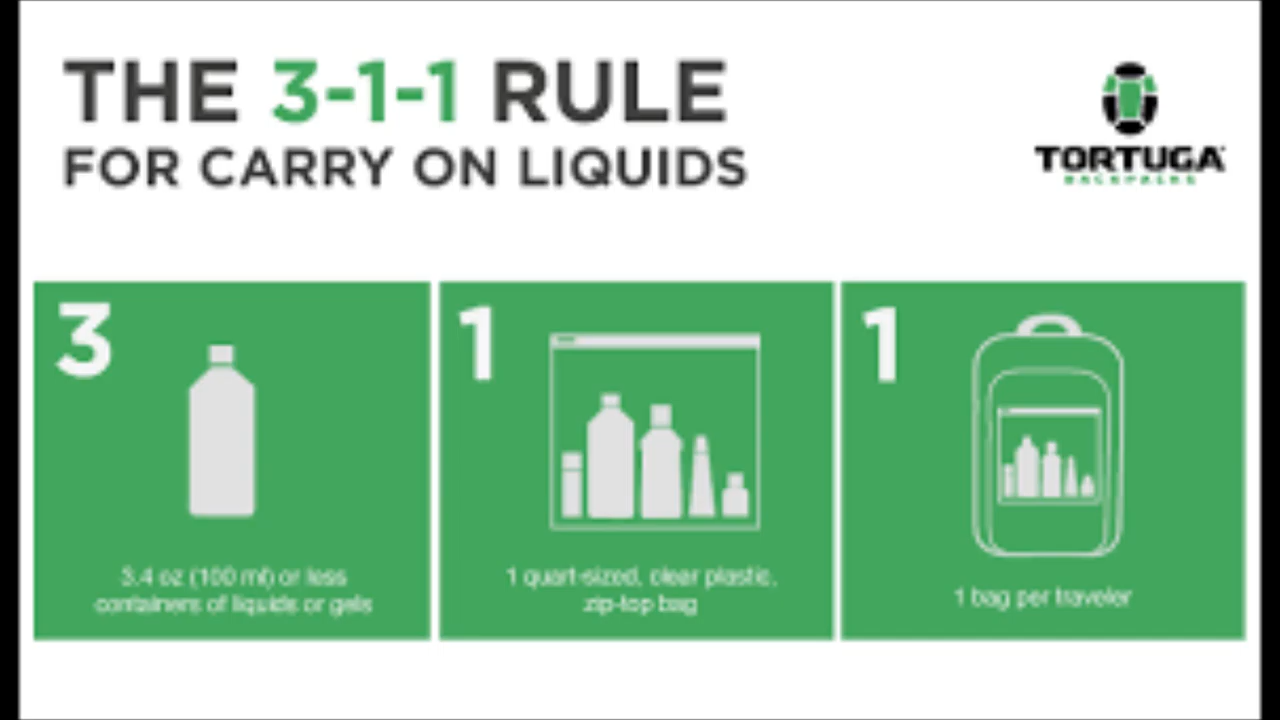 THE 3-1-1 RULE
FOR CARRY ON LIQUIDS
TORTUGA
BACKPACKS
3
3.4 oz (100 ml) or less
containers of liquids or gels
1
1 quart-sized, clear plastic,
zip-top bag
1
1 bag per traveler